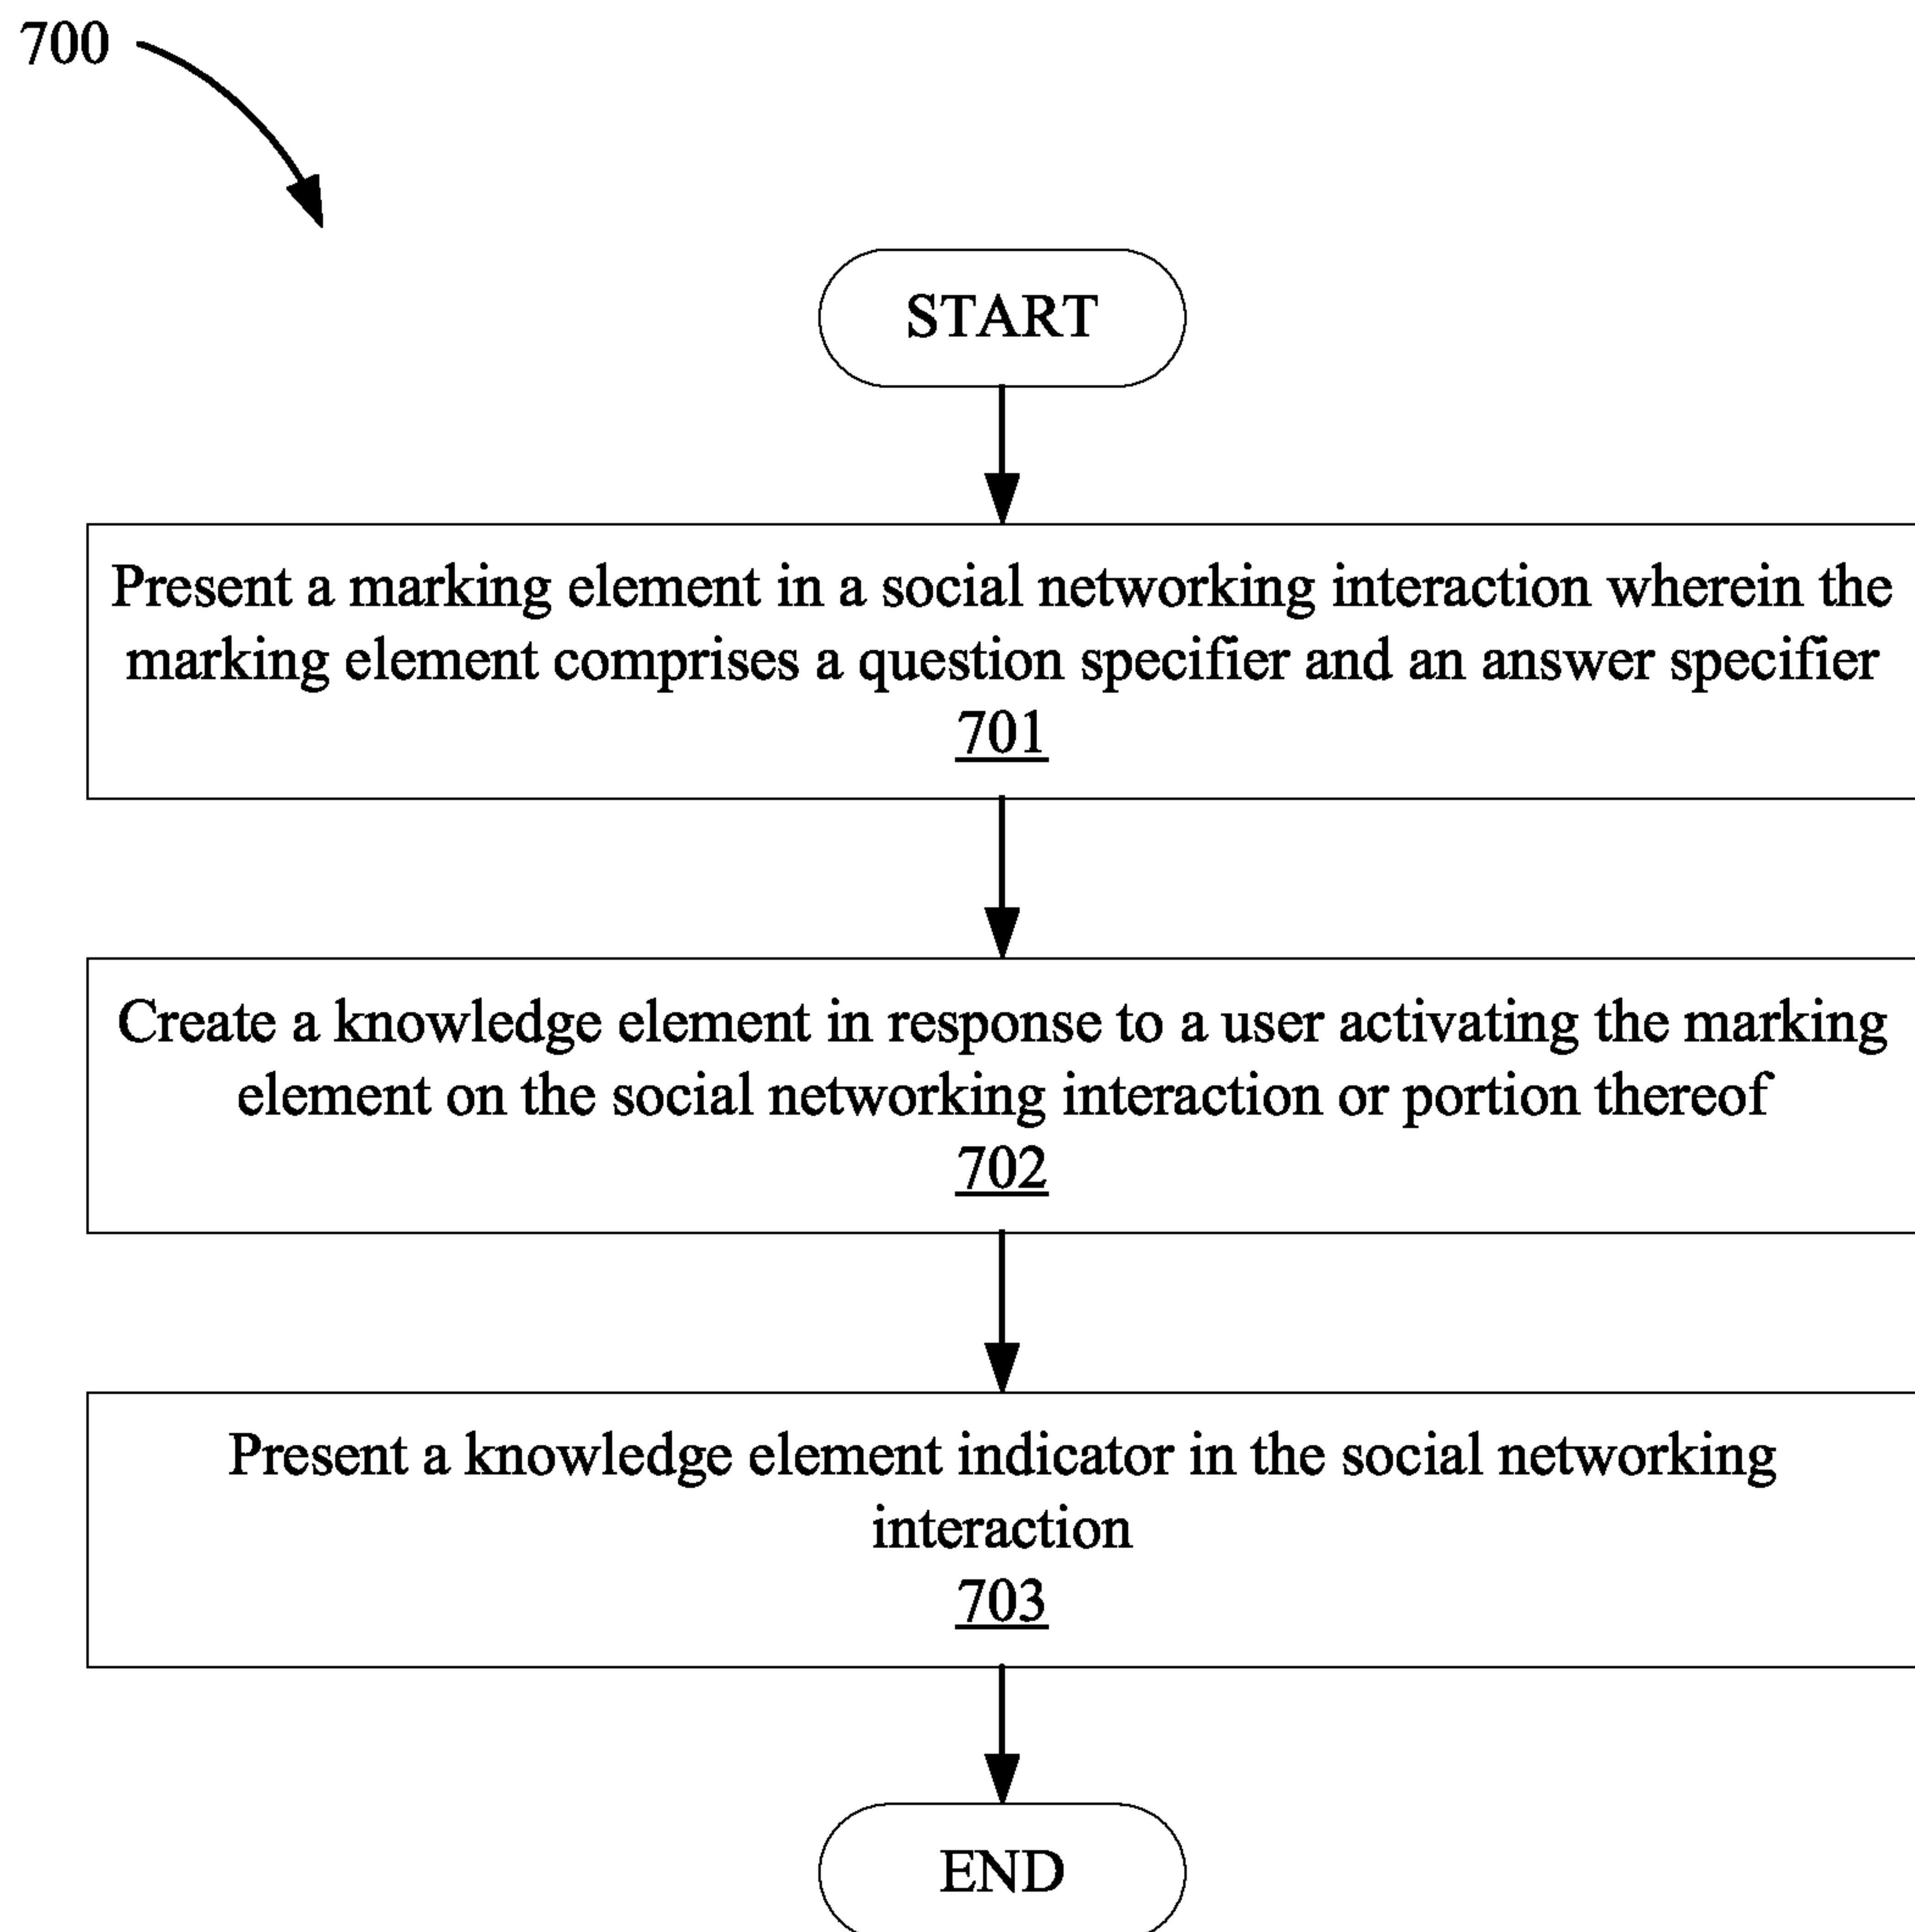 700
START
Present a marking element in a social networking interaction wherein the
marking element comprises a question specifier and an answer specifier
701
Create a knowledge element in response to a user activating the marking
element on the social networking interaction or portion thereof
702
Present a knowledge element indicator in the social networking
interaction
703
END